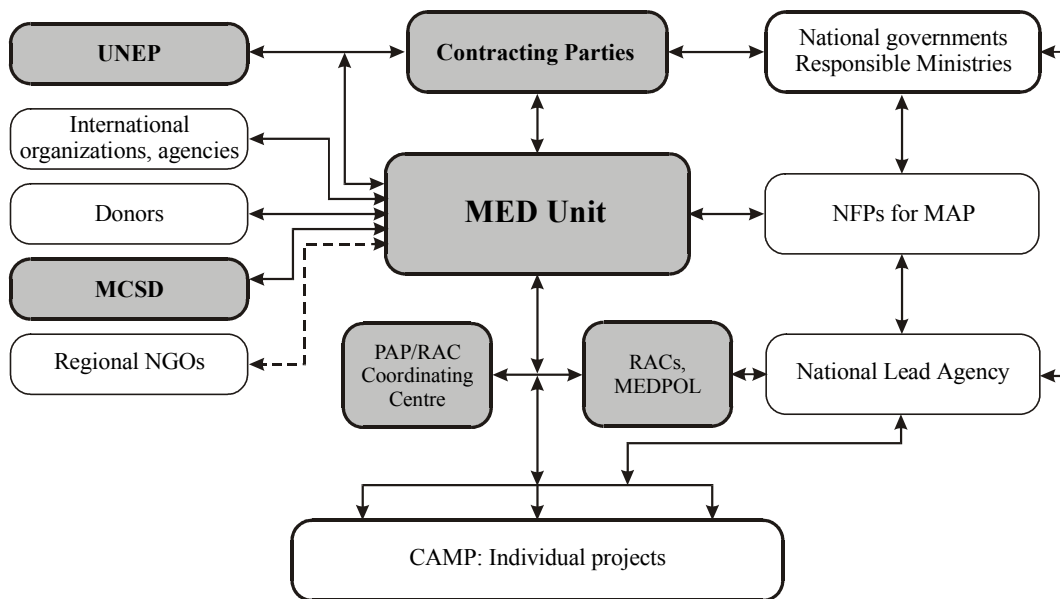 UNEP
Contracting Parties
National governments
Responsible Ministries
International
organizations, agencies
Donors
MED Unit
NFPs for MAP
MCSD
Regional NGOs
PAP/RAC
Coordinating
Centre
RACs,
MEDPOL
National Lead Agency
CAMP: Individual projects